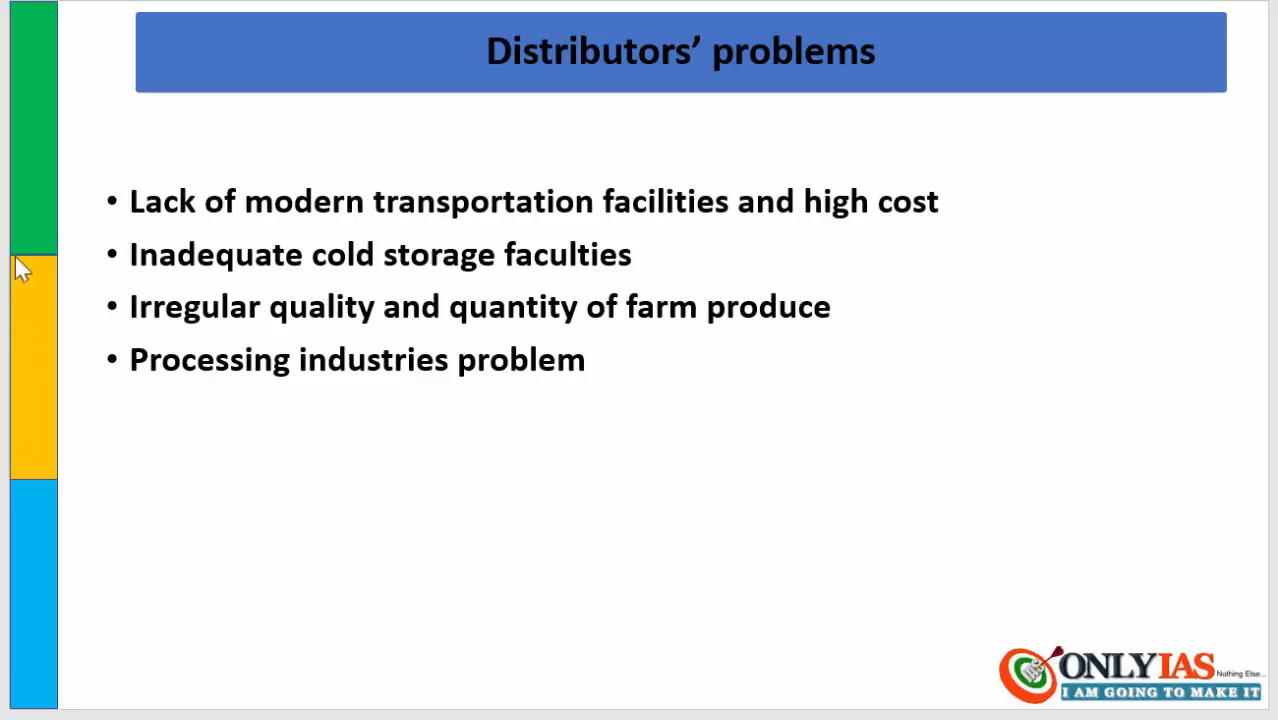 Distributors’ problems
• Lack of modern transportation facilities and high cost
• Inadequate cold storage faculties
• Irregular quality and quantity of farm produce
• Processing industries problem
ONLYIAS
Nothing Else...
I AM GOING TO MAKE IT